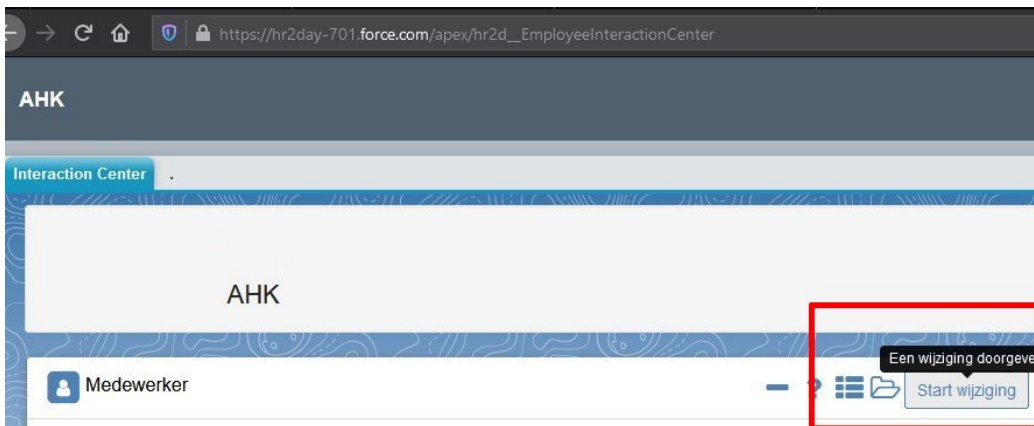 https://hr2day-701.force.com/apex/hr2d__EmployeeInteractionCenter
AHK
Interaction Center .
AHK
Een wijziging doorgeve
Medewerker
? Start wijziging